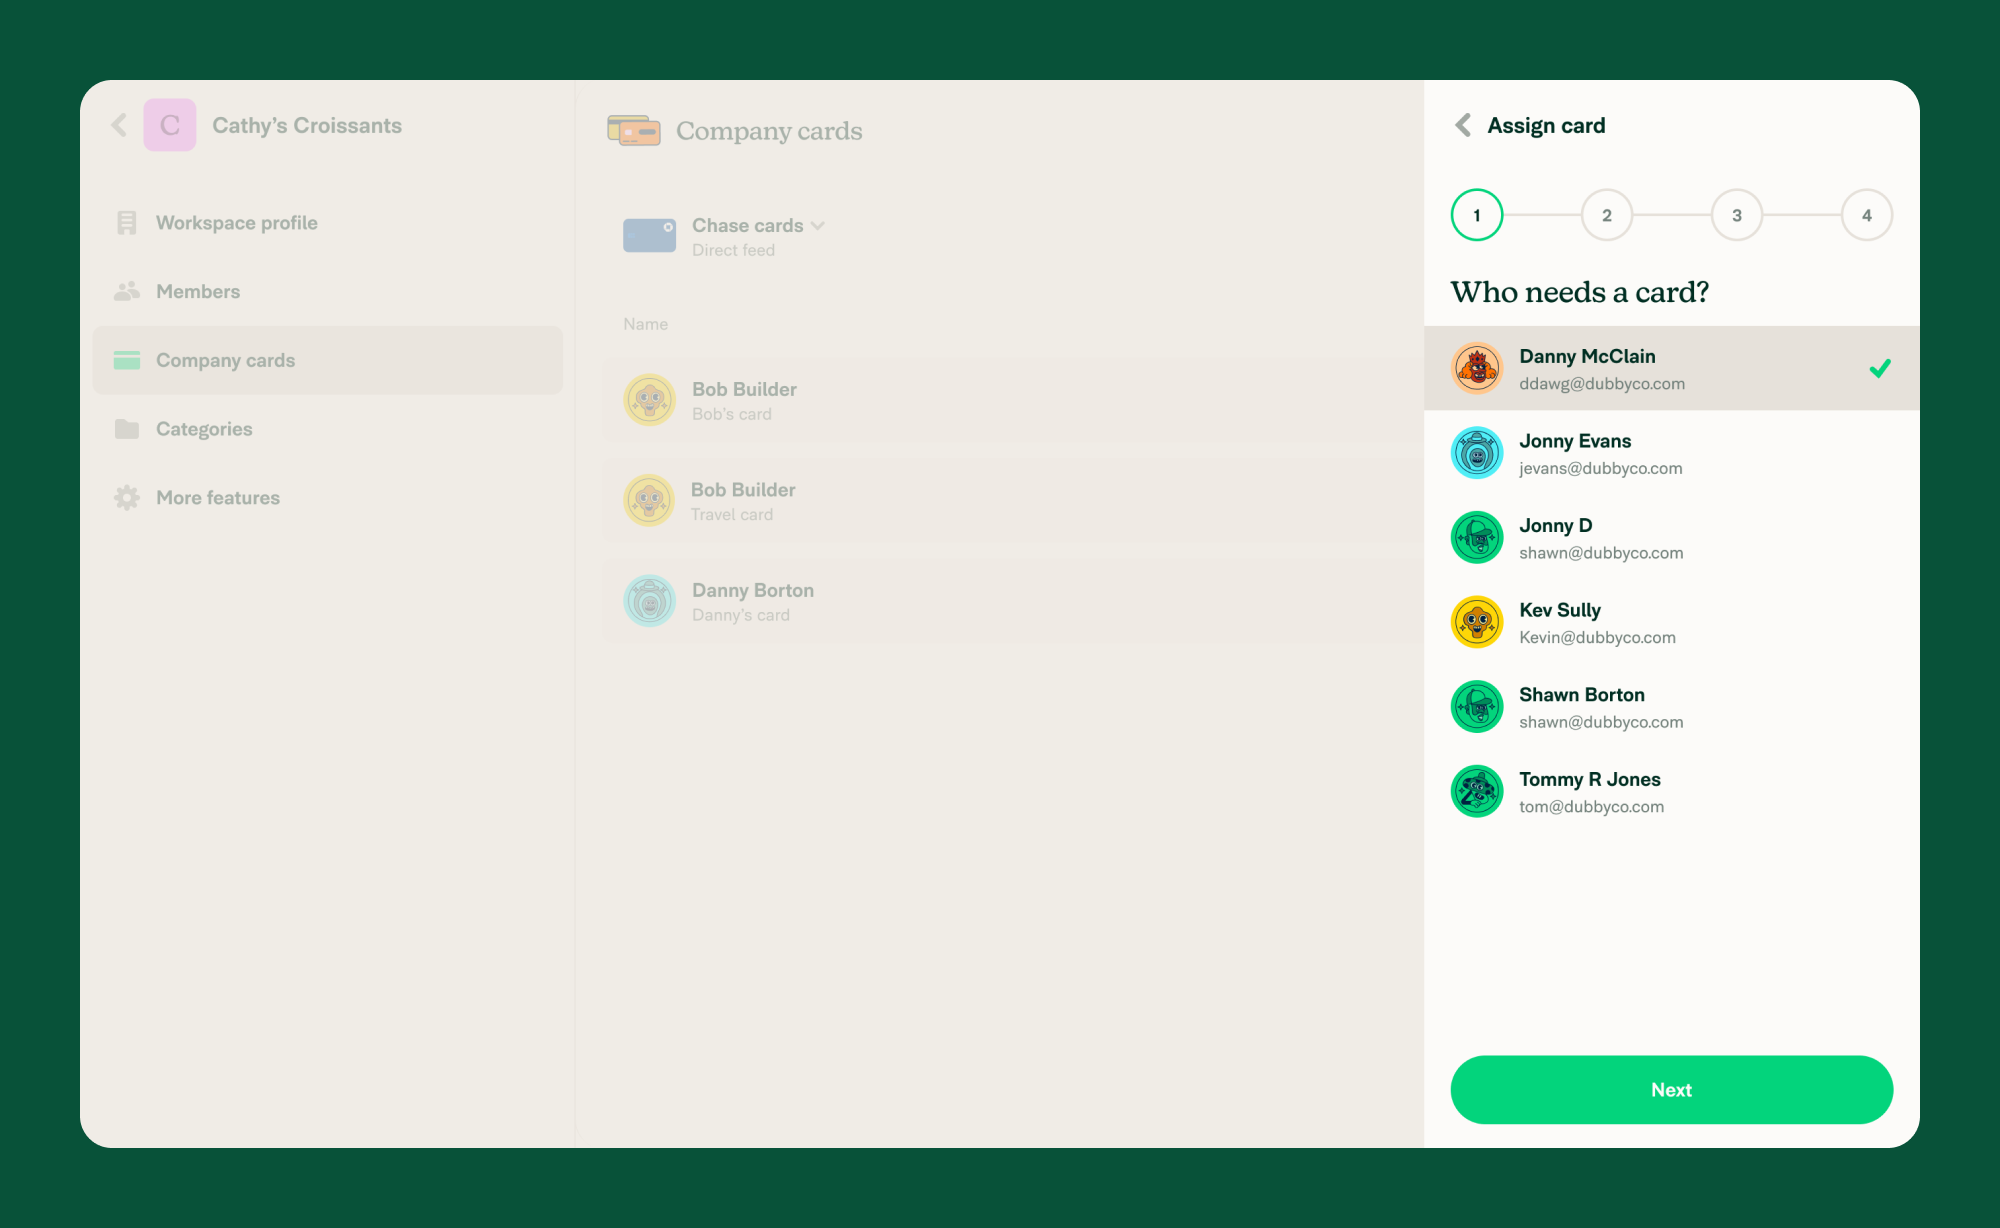 C
Cathy's Croissants
Workspace profile
Members
Company cards
Categories
More features
Company cards
Chase cards
Direct feed
Name
Bob Builder
Bob's card
Bob Builder
Travel card
Danny Borton
Danny's card
Assign card
1 2 3 4
Who needs a card?
Danny McClain
ddawg@dubbyco.com
Jonny Evans
jevans@dubbyco.com
Jonny D
shawn@dubbyco.com
Kev Sully
Kevin@dubbyco.com
Shawn Borton
shawn@dubbyco.com
Tommy R Jones
tom@dubbyco.com
Next